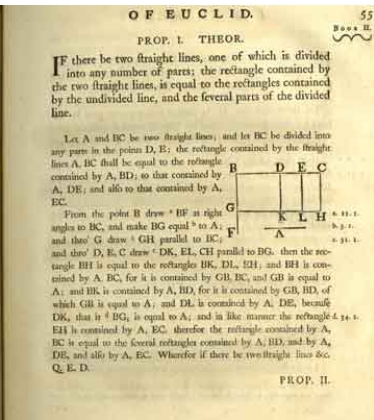 OF EUCLID.
55
Book II.
PROP. I. THEOR.
IF there be two ſtraight lines, one of which is divided
into any number of parts; the rectangle contained by
the two ſtraight lines, is equal to the rectangles contained
by the undivided line, and the ſeveral parts of the divided
line.
Let A and BC be two ſtraight lines; and let BC be divided into
any parts in the points D, E; the rectangle contained by the ſtraight
lines A, BC ſhall be equal to the rectangle
contained by A, BD; to that contained by
A, DE; and alſo to that contained by A,
EC.
B D E C
G
K L H
F A
From the point B draw a BF at right
a. 11. 1.
angles to BC, and make BG equal b to A;
b. 3. 1.
and thro' G draw c GH parallel to BC;
c. 31. 1.
and thro' D, E, C draw c DK, EL, CH parallel to BG. then the rec-
tangle BH is equal to the rectangles BK, DL, EH; and BH is con-
tained by A, BC, for it is contained by GB, BC, and GB is equal to
A; and BK is contained by A, BD, for it is contained by GB, BD, of
which GB is equal to A; and DL is contained by A, DE, becauſe
DK, that is d BG, is equal to A; and in like manner the rectangle
d. 34. 1.
EH is contained by A, EC. therefor the rectangle contained by A,
BC is equal to the ſeveral rectangles contained by A, BD, and by A,
DE, and alſo by A, EC. Wherefor if there be two ſtraight lines &c.
Q. E. D.
PROP. II.